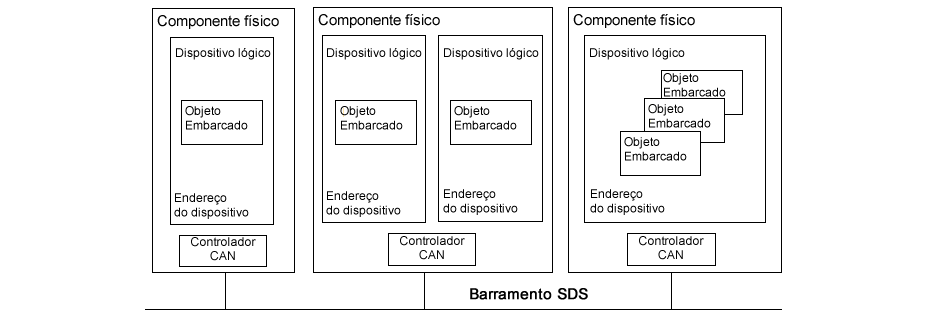 Componente físico
Dispositivo lógico
Objeto
Embarcado
Endereço
do dispositivo
Controlador
CAN
Componente físico
Dispositivo lógico
Objeto
Embarcado
Endereço
do dispositivo
Dispositivo lógico
Objeto
Embarcado
Endereço
do dispositivo
Controlador
CAN
Componente físico
Dispositivo lógico
Objeto
Embarcado
Objeto
Embarcado
Objeto
Embarcado
Endereço
do dispositivo
Controlador
CAN
Barramento SDS